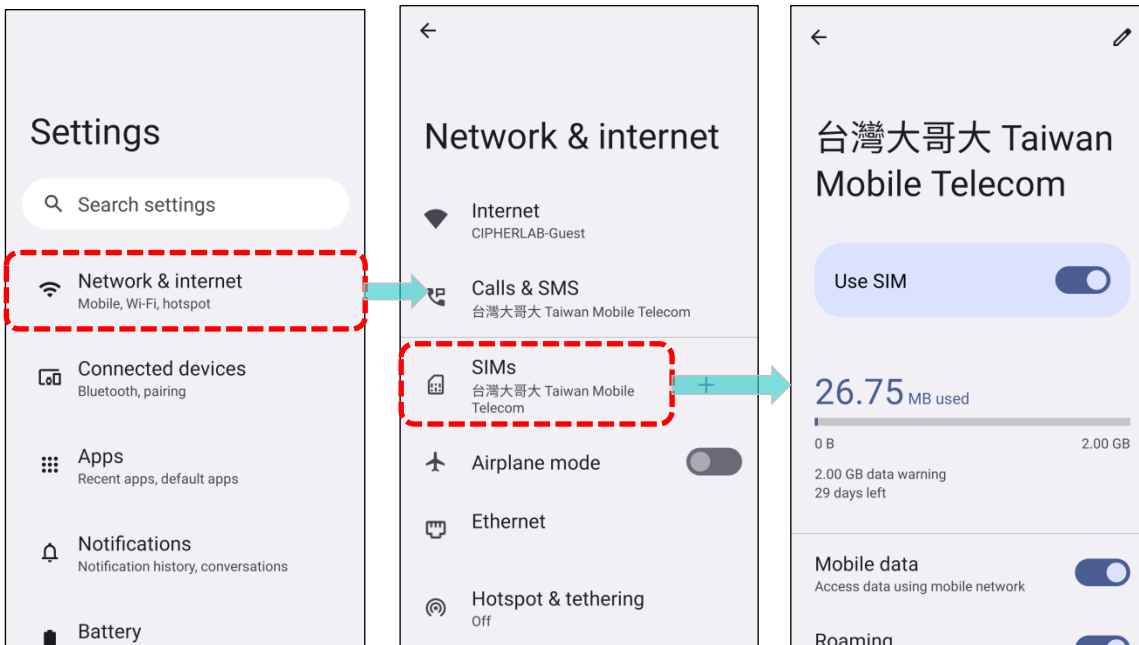 Settings
Search settings
Network & internet
Mobile, Wi-Fi, hotspot
Connected devices
Bluetooth, pairing
Apps
Recent apps, default apps
Notifications
Notification history, conversations
Battery
Network & internet
Internet
CIPHERLAB-Guest
Calls & SMS
台灣大哥大 Taiwan Mobile Telecom
SIMs
台灣大哥大 Taiwan Mobile
Telecom
Airplane mode
Ethernet
Hotspot & tethering
Off
台灣大哥大 Taiwan
Mobile Telecom
Use SIM
26.75 MB used
0 B 2.00 GB
2.00 GB data warning
29 days left
Mobile data
Access data using mobile network
Roaming